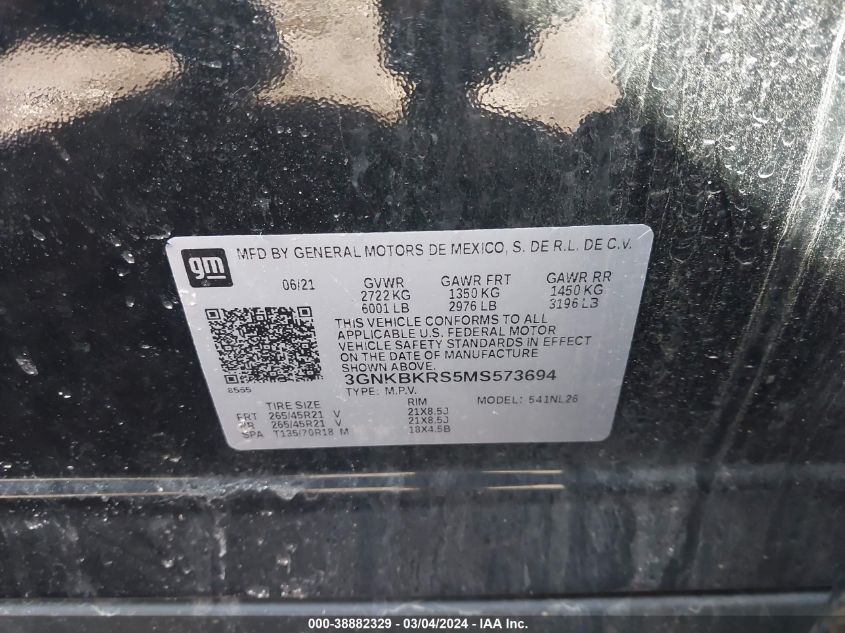 gm
MFD BY GENERAL MOTORS DE MEXICO, S. DE R.L. DE C.V.
06/21 GVWR GAWR FRT GAWR RR
2722 KG 1350 KG 1450 KG
6001 LB 2976 LB 3196 LB
THIS VEHICLE CONFORMS TO ALL
APPLICABLE U.S. FEDERAL MOTOR
VEHICLE SAFETY STANDARDS IN EFFECT
ON THE DATE OF MANUFACTURE
SHOWN ABOVE.
8565 3GNKBKRS5MS573694
TYPE: M.P.V. MODEL: 541NL26
TIRE SIZE RIM
FRT 265/45R21 V 21X8.5J
RR 265/45R21 V 21X8.5J
SPA T135/70R18 M 18X4.5B
000-38882329 - 03/04/2024 - IAA Inc.